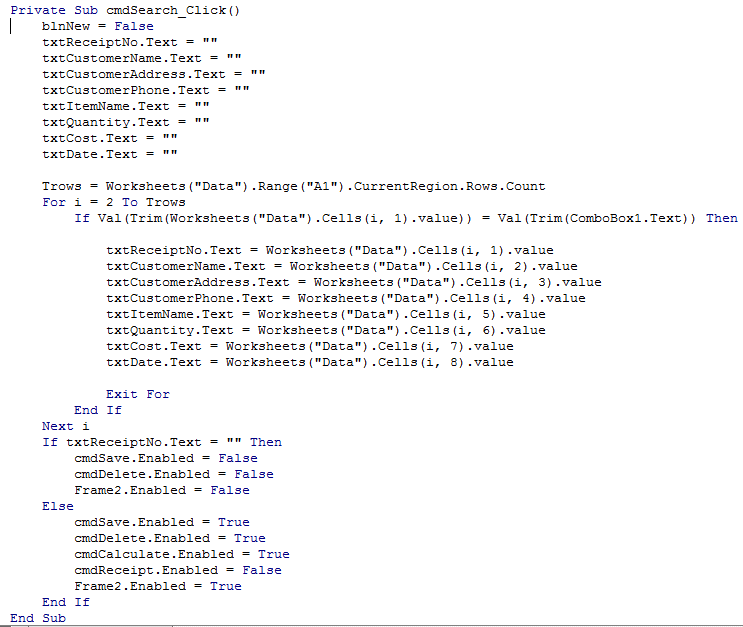 Private Sub cmdSearch_Click()
blnNew = False
txtReceiptNo.Text = ""
txtCustomerName.Text = ""
txtCustomerAddress.Text = ""
txtCustomerPhone.Text = ""
txtItemName.Text = ""
txtQuantity.Text = ""
txtCost.Text = ""
txtDate.Text = ""
Trows = Worksheets("Data").Range("A1").CurrentRegion.Rows.Count
For i = 2 To Trows
If Val(Trim(Worksheets("Data").Cells(i, 1).value)) = Val(Trim(ComboBox1.Text)) Then
txtReceiptNo.Text = Worksheets("Data").Cells(i, 1).value
txtCustomerName.Text = Worksheets("Data").Cells(i, 2).value
txtCustomerAddress.Text = Worksheets("Data").Cells(i, 3).value
txtCustomerPhone.Text = Worksheets("Data").Cells(i, 4).value
txtItemName.Text = Worksheets("Data").Cells(i, 5).value
txtQuantity.Text = Worksheets("Data").Cells(i, 6).value
txtCost.Text = Worksheets("Data").Cells(i, 7).value
txtDate.Text = Worksheets("Data").Cells(i, 8).value
Exit For
End If
Next i
If txtReceiptNo.Text = "" Then
cmdSave.Enabled = False
cmdDelete.Enabled = False
Frame2.Enabled = False
Else
cmdSave.Enabled = True
cmdDelete.Enabled = True
cmdCalculate.Enabled = True
cmdReceipt.Enabled = False
Frame2.Enabled = True
End If
End Sub